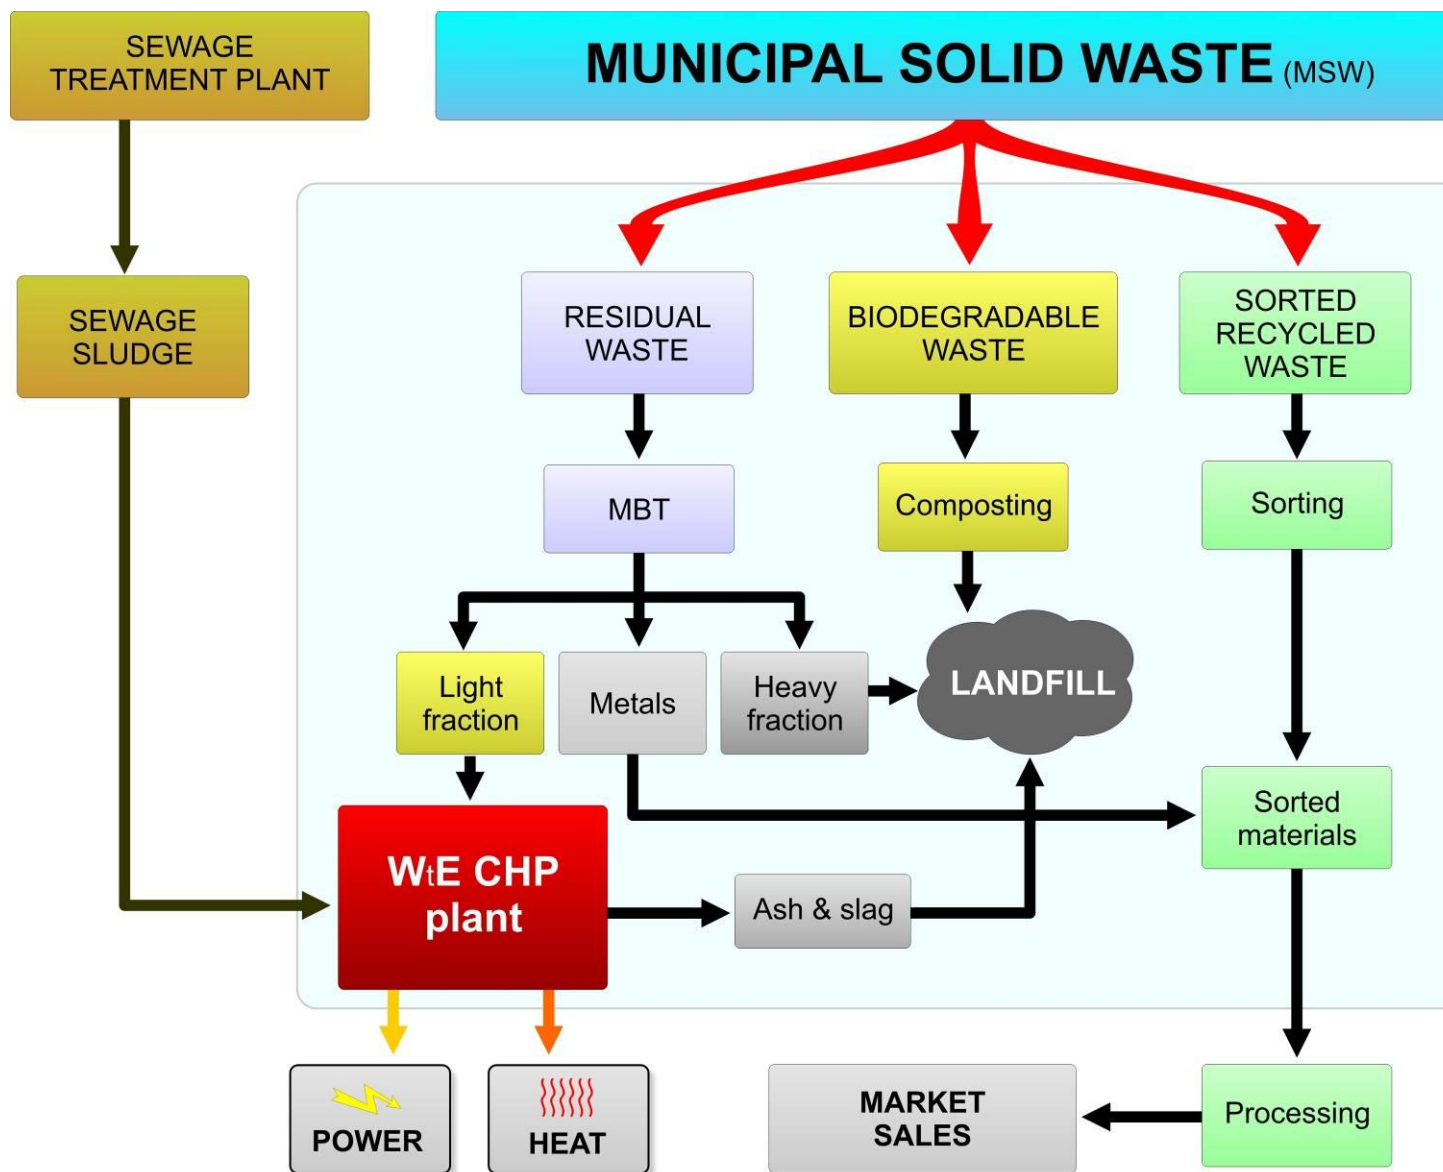 SEWAGE
TREATMENT PLANT
MUNICIPAL SOLID WASTE (MSW)
SEWAGE
SLUDGE
RESIDUAL
WASTE
BIODEGRADABLE
WASTE
SORTED
RECYCLED
WASTE
MBT
Composting
Sorting
Light
fraction
Metals
Heavy
fraction
LANDFILL
Sorted
materials
WtE CHP
plant
Ash & slag
POWER
HEAT
MARKET
SALES
Processing